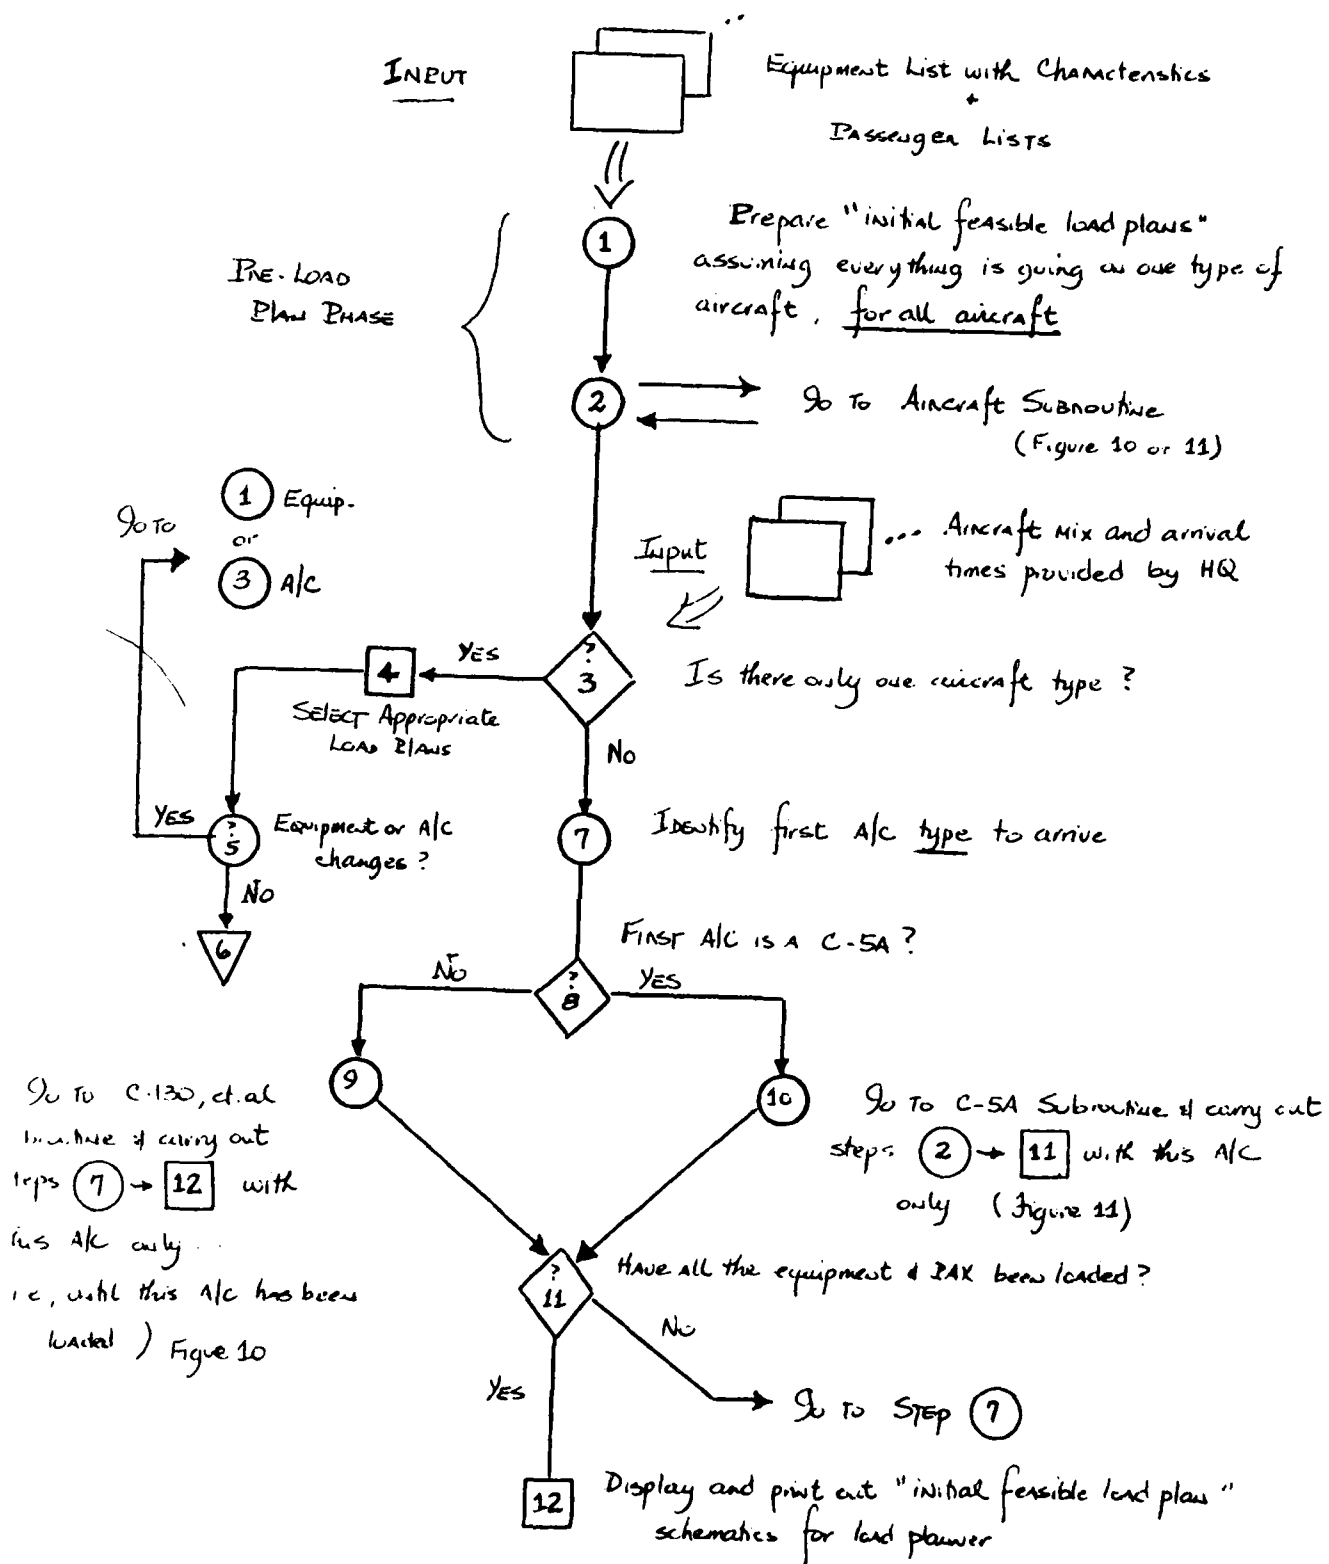 INPUT
Equipment List with Characteristics
+
Passenger Lists
1
Prepare "initial feasible load plans"
assuming everything is going on one type of
aircraft, for all aircraft
Pre-Load
Plan Phase
2
Go to Aircraft Subroutine
(Figure 10 or 11)
Go to
1 Equip.
or
3 A/C
Input
... Aircraft mix and arrival
times provided by HQ
?
3
Is there only one aircraft type?
YES
4
Select Appropriate
Load Plans
No
YES
?
5
Equipment or A/C
changes?
No
6
7
Identify first A/C type to arrive
First A/C is a C-5A?
?
8
No
YES
9
10
Go to C-130, et. al
& carry out
7 → 12 with
A/C only
until this A/C has been
loaded ) Figure 10
Go to C-5A Subroutine & carry out
steps 2 → 11 with this A/C
only (Figure 11)
?
11
Have all the equipment & PAX been loaded?
No
Go to Step 7
YES
12
Display and print out "initial feasible load plan"
schematics for load planner